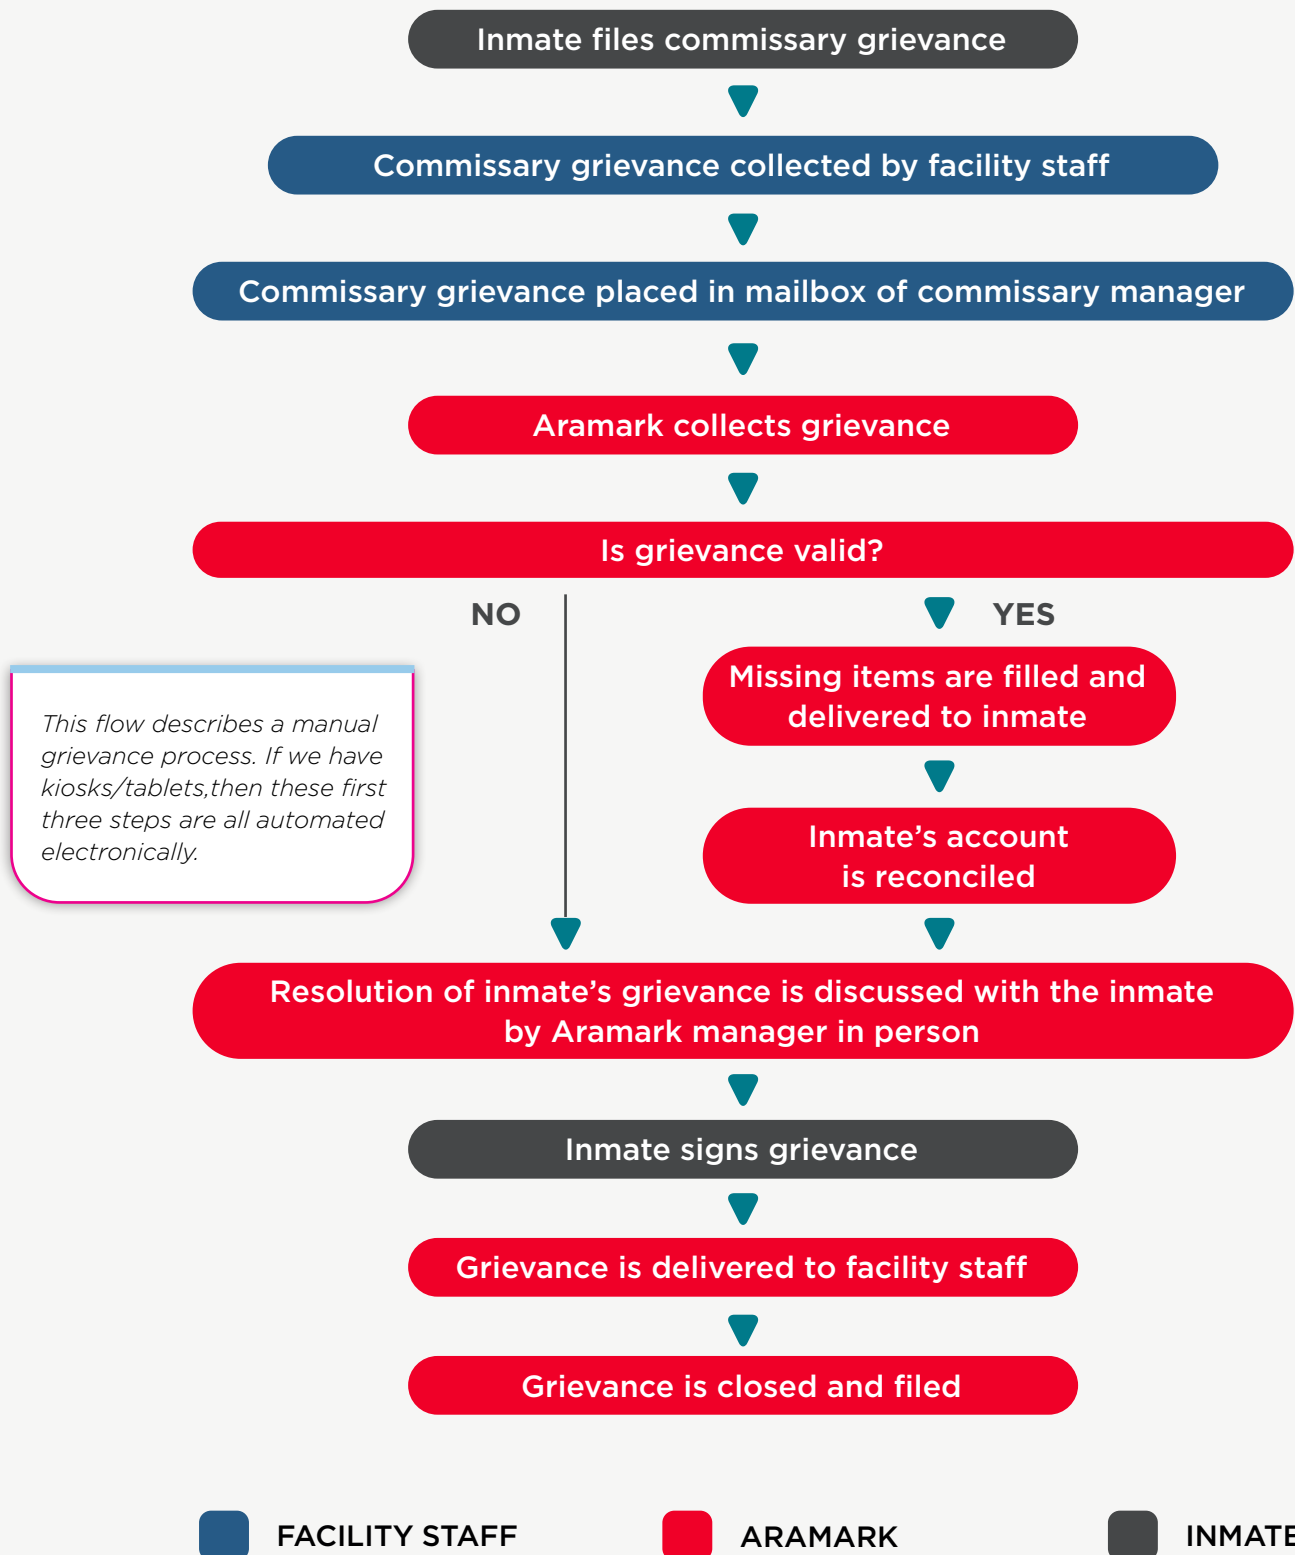 Inmate files commissary grievance
Commissary grievance collected by facility staff
Commissary grievance placed in mailbox of commissary manager
Aramark collects grievance
Is grievance valid?
NO
YES
Missing items are filled and
delivered to inmate
This flow describes a manual
grievance process. If we have
kiosks/tablets,then these first
three steps are all automated
electronically.
Inmate’s account
is reconciled
Resolution of inmate’s grievance is discussed with the inmate
by Aramark manager in person
Inmate signs grievance
Grievance is delivered to facility staff
Grievance is closed and filed
FACILITY STAFF
ARAMARK
INMATE